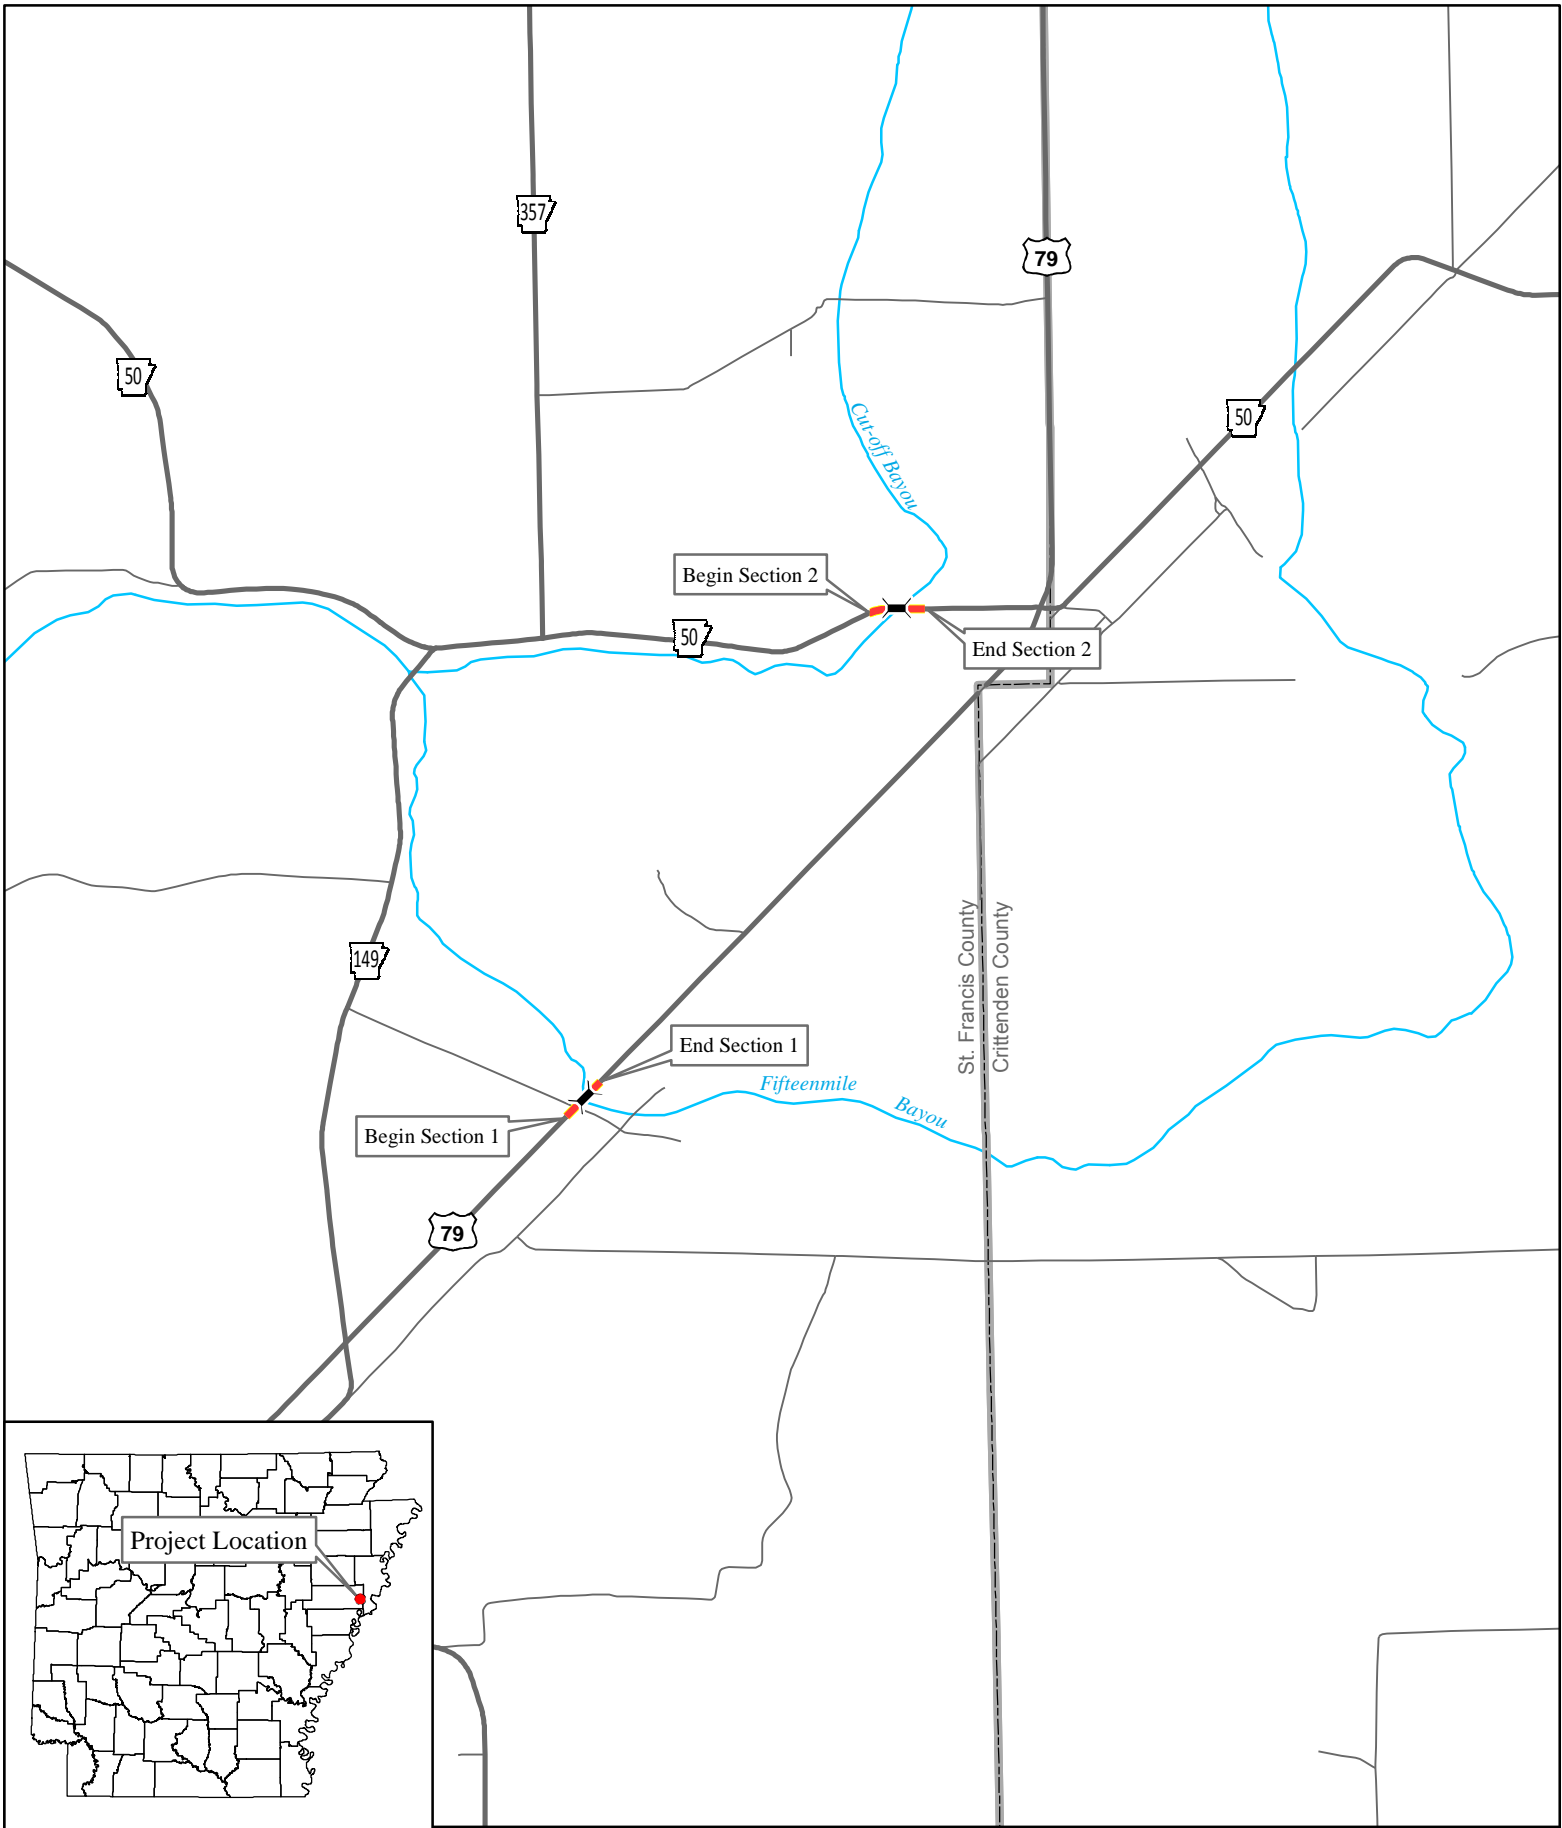 357
79
50
50
Cut-off Bayou
Begin Section 2
50
End Section 2
St. Francis County
Crittenden County
149
End Section 1
Fifteenmile
Bayou
Begin Section 1
79
Project Location